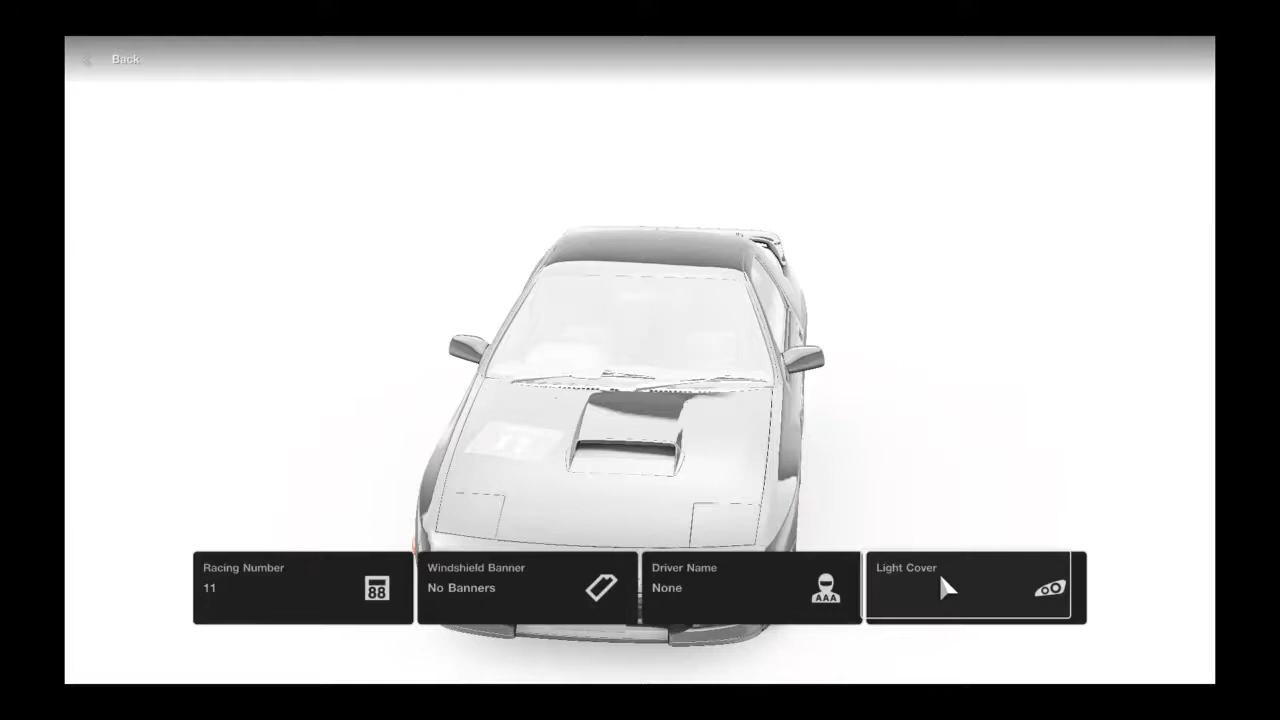 Back
Racing Number
11
88
Windshield Banner
No Banners
Driver Name
None
AAA
Light Cover